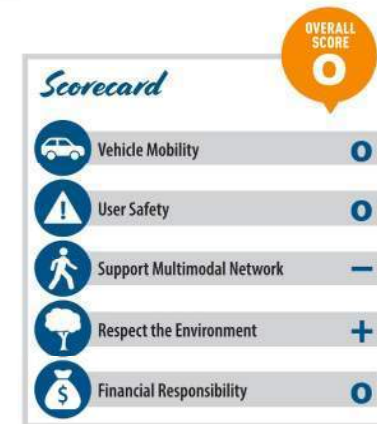 OVERALL
SCORE
O
Scorecard
Vehicle Mobility O
User Safety O
Support Multimodal Network −
Respect the Environment +
$ Financial Responsibility O